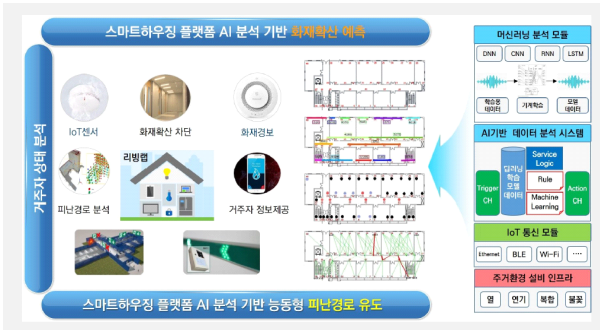 스마트하우징 플랫폼 AI 분석 기반 화재확산 예측
거주자 상태 분석
IoT센서
화재확산 차단
화재경보
리빙랩
피난경로 분석
거주자 정보제공
스마트하우징 플랫폼 AI 분석 기반 능동형 피난경로 유도
머신러닝 분석 모듈
DNN
CNN
RNN
LSTM
학습용
데이터
기계학습
모델
데이터
AI기반 데이터 분석 시스템
Trigger
CH
딥러닝
학습
모델
데이터
Service
Logic
Rule
Machine
Learning
Action
CH
IoT 통신 모듈
Ethernet
BLE
Wi-Fi
....
주거환경 설비 인프라
열
연기
복합
불꽃